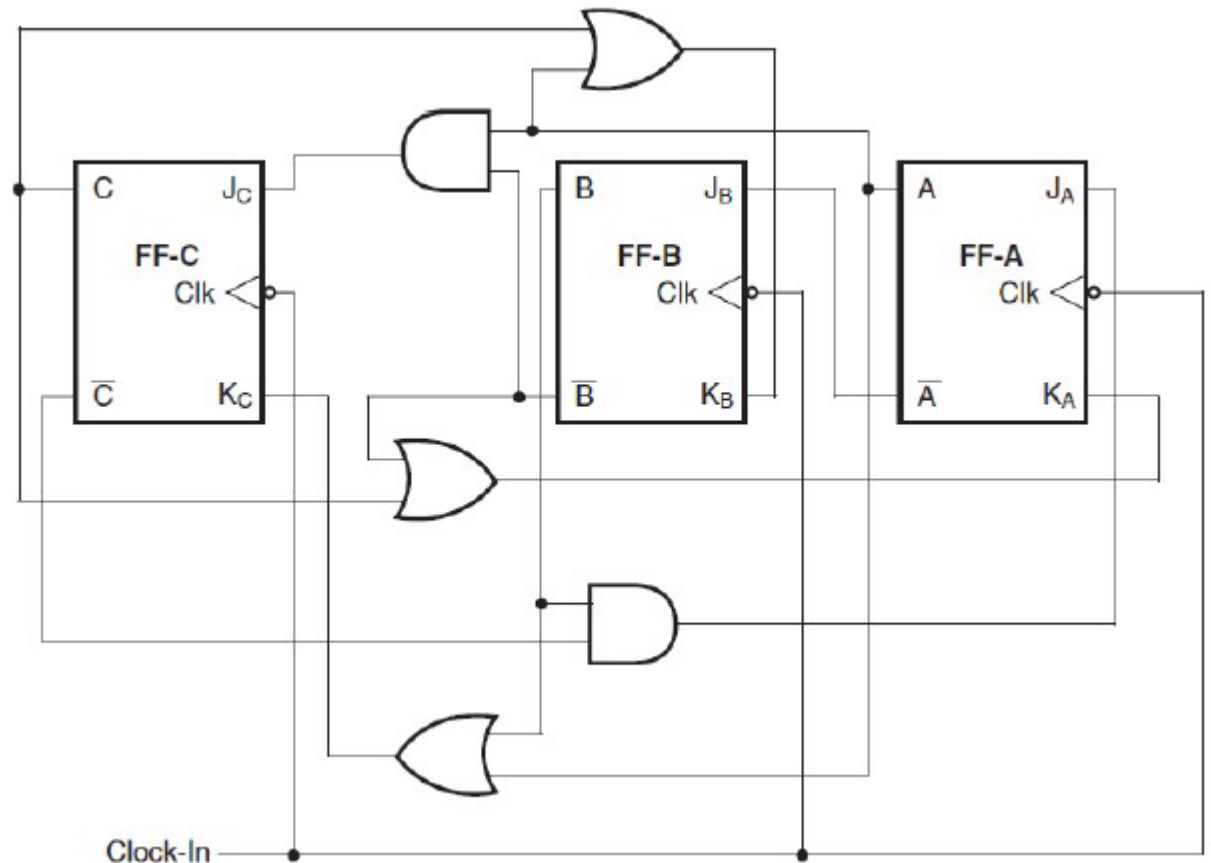 C J_C
FF-C
Clk
C̅ K_C
B J_B
FF-B
Clk
B̅ K_B
A J_A
FF-A
Clk
A̅ K_A
Clock-In